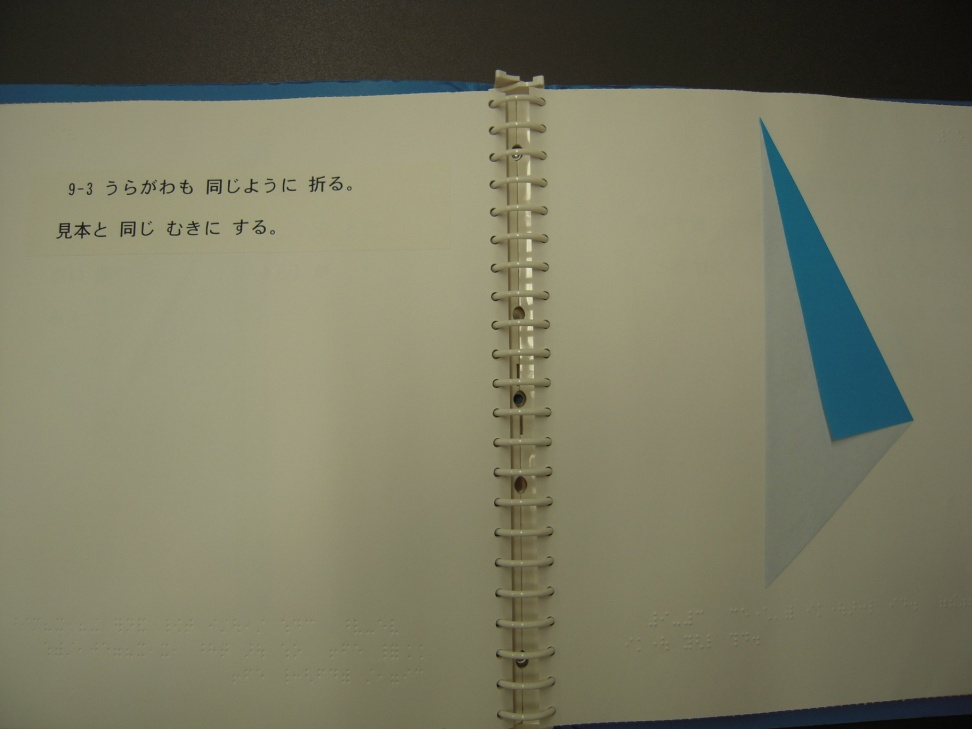 9-3 うらがわも 同じように 折る。
見本と 同じ むきに する。